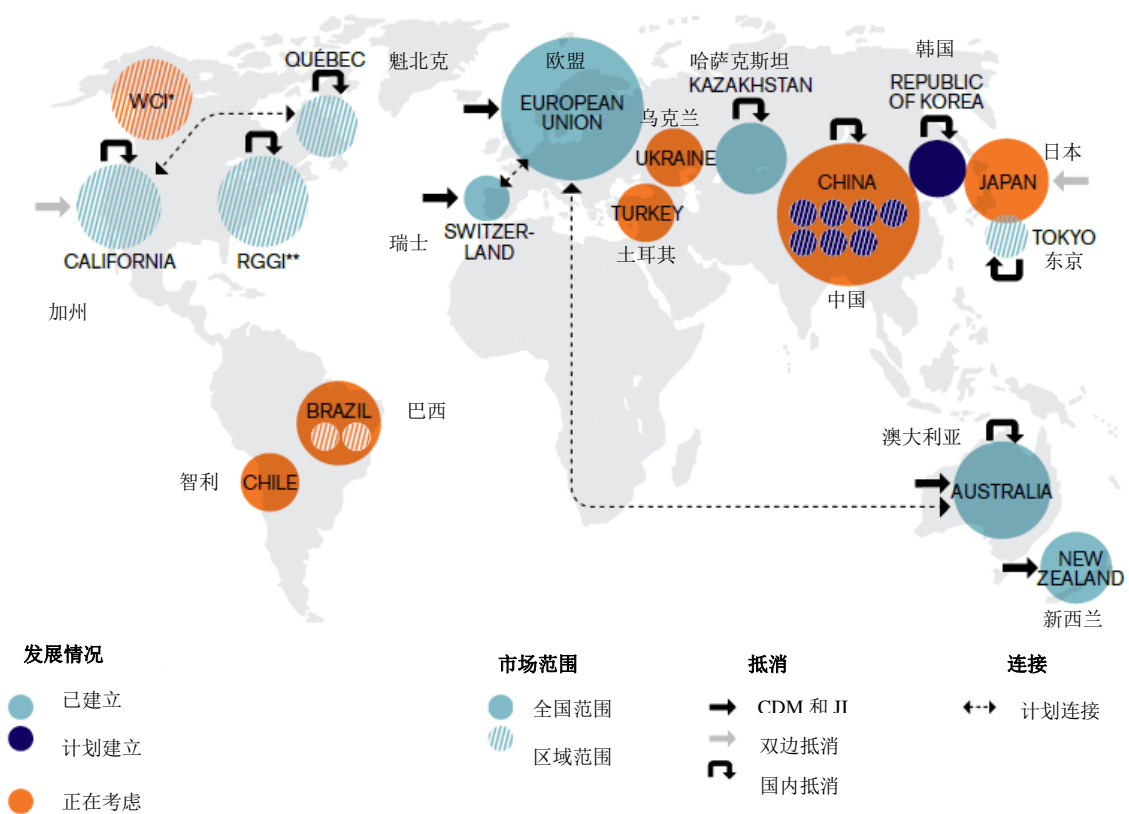 QUÉBEC
魁北克
WCI*
CALIFORNIA
加州
RGGI**
欧盟
EUROPEAN
UNION
瑞士
SWITZER-
LAND
乌克兰
UKRAINE
TURKEY
土耳其
哈萨克斯坦
KAZAKHSTAN
韩国
REPUBLIC
OF KOREA
CHINA
中国
日本
JAPAN
TOKYO
东京
BRAZIL
巴西
智利
CHILE
澳大利亚
AUSTRALIA
NEW
ZEALAND
新西兰
发展情况
已建立
计划建立
正在考虑
市场范围
全国范围
区域范围
抵消
CDM 和 JI
双边抵消
国内抵消
连接
计划连接